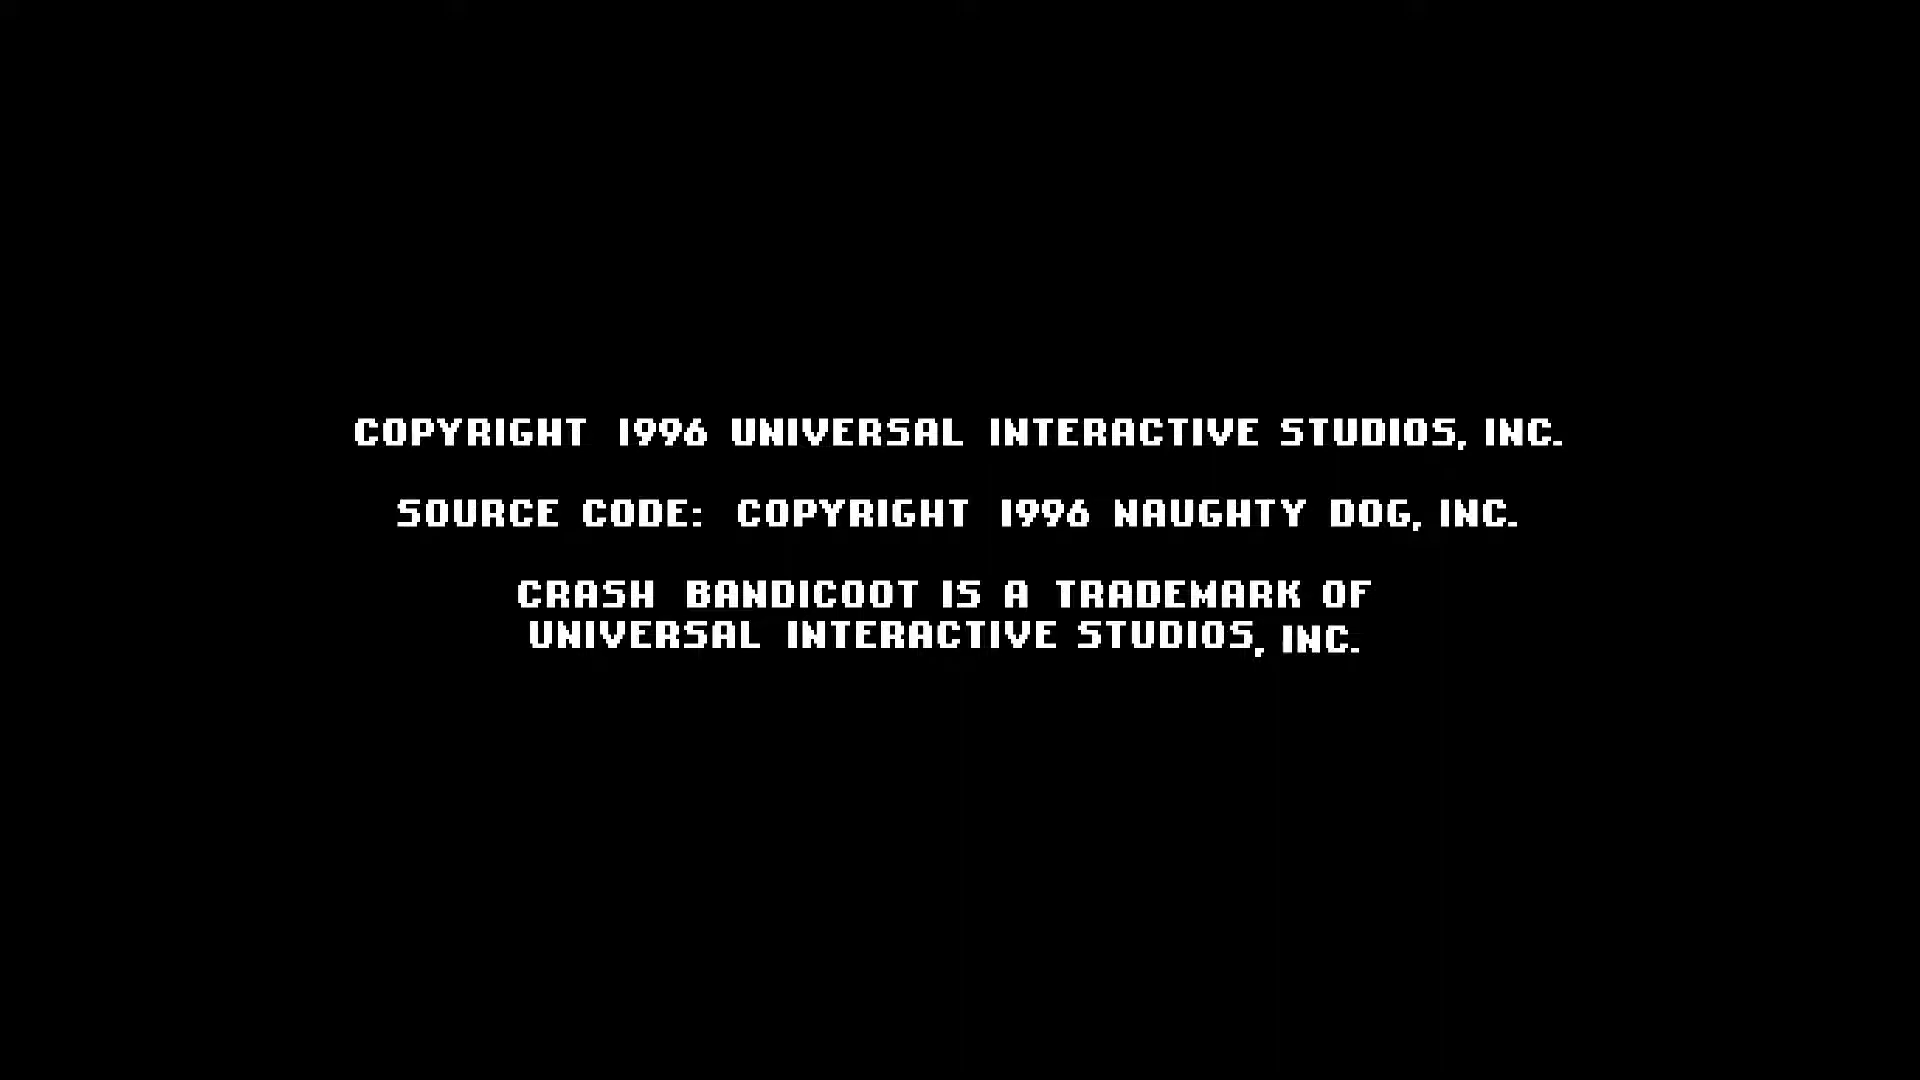 COPYRIGHT 1996 UNIVERSAL INTERACTIVE STUDIOS, INC.
SOURCE CODE: COPYRIGHT 1996 NAUGHTY DOG, INC.
CRASH BANDICOOT IS A TRADEMARK OF
UNIVERSAL INTERACTIVE STUDIOS, INC.